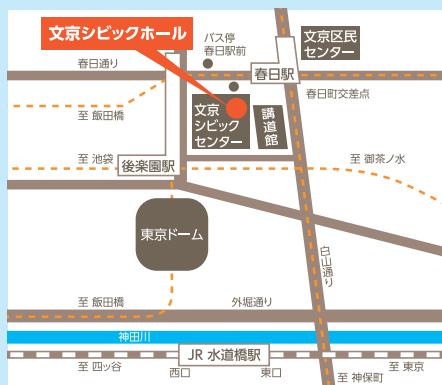 文京シビックホール
バス停
春日駅前
文京区民
センター
春日通り
春日駅
春日町交差点
至 飯田橋
文京
シビック
センター
講道館
至 池袋
後楽園駅
至 御茶ノ水
東京ドーム
白山通り
至 飯田橋
外堀通り
神田川
JR 水道橋駅
至 四ッ谷
西口
東口
至 東京
至 神保町